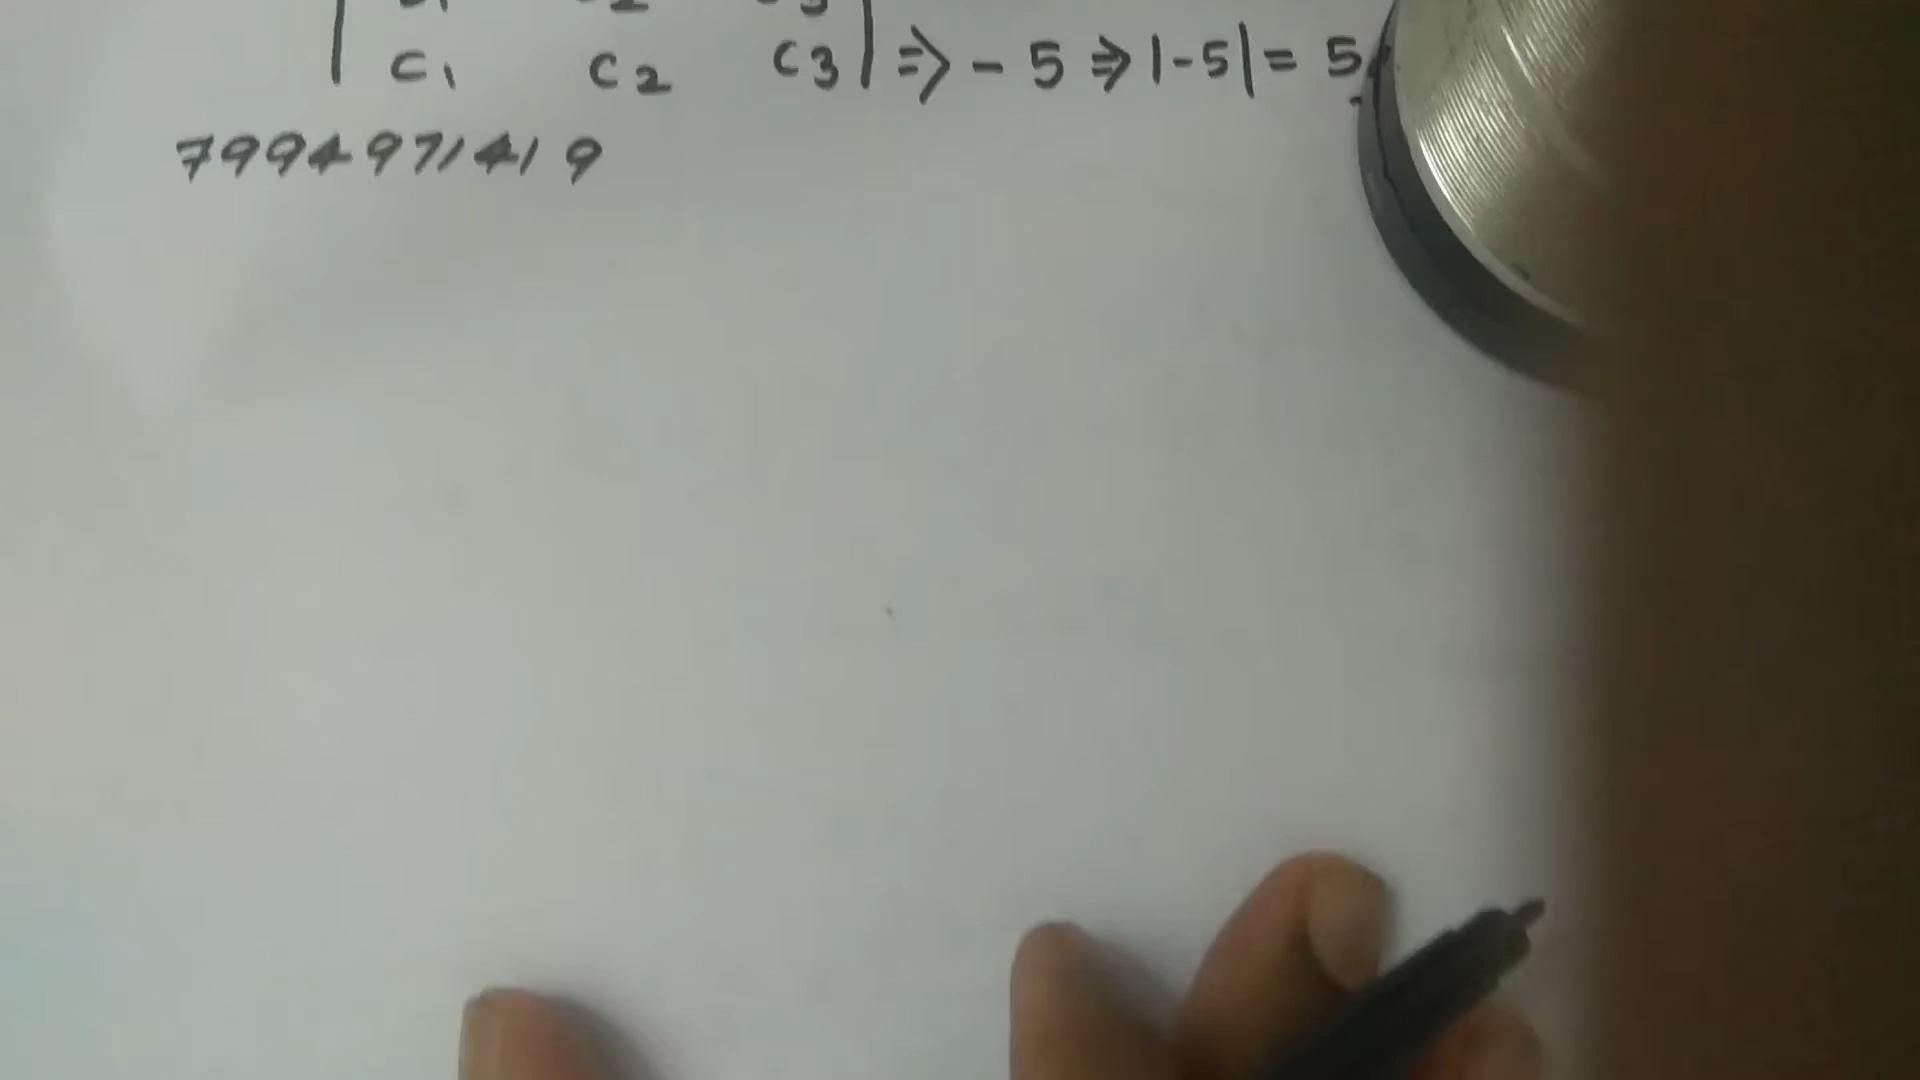 | c₁ c₂ c₃ | ⇒ - 5 ⇒ |-5| = 5
7994971419